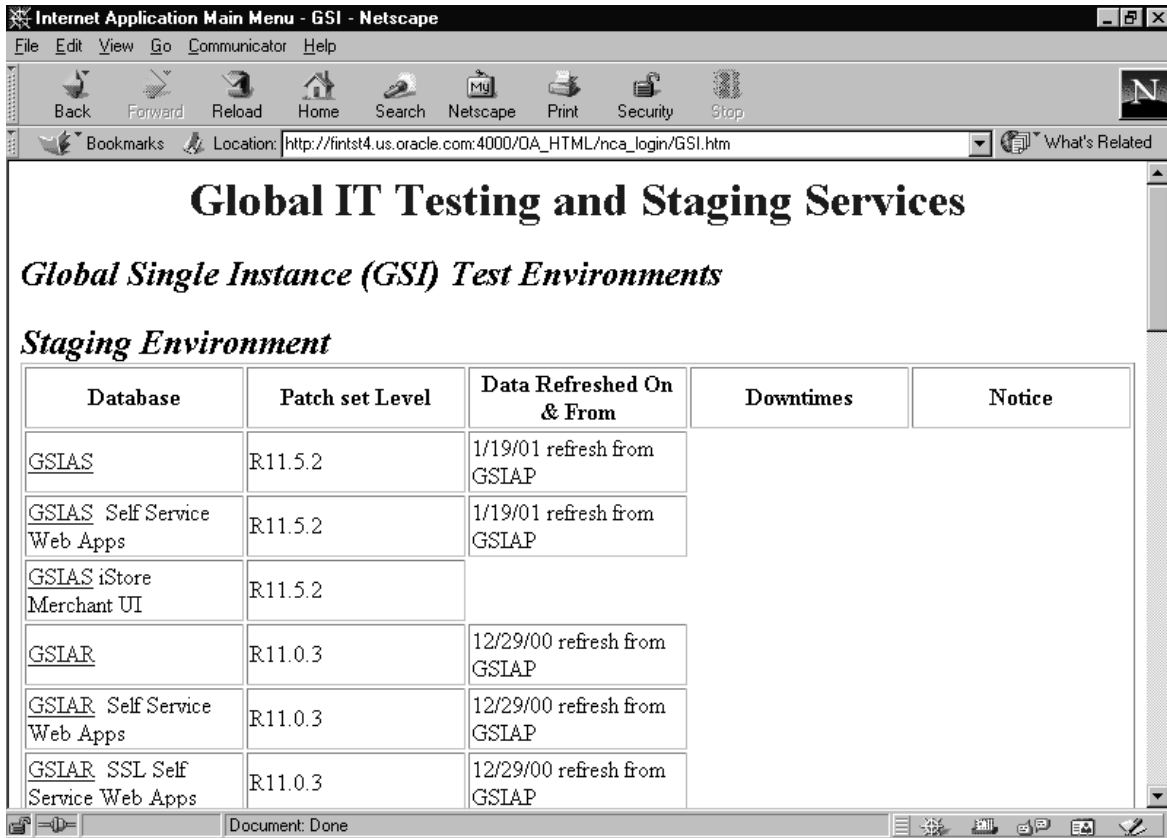 Internet Application Main Menu - GSI - Netscape
File Edit View Go Communicator Help
My
N
Back Forward Reload Home Search Netscape Print Security Stop
Bookmarks Location: http://fintst4.us.oracle.com:4000/OA_HTML/nca_login/GSI.htm What's Related
Global IT Testing and Staging Services
Global Single Instance (GSI) Test Environments
Staging Environment
Database Patch set Level Data Refreshed On & From Downtimes Notice
GSIAS R11.5.2 1/19/01 refresh from GSIAP
GSIAS Self Service Web Apps R11.5.2 1/19/01 refresh from GSIAP
GSIAS iStore Merchant UI R11.5.2
GSIAR R11.0.3 12/29/00 refresh from GSIAP
GSIAR Self Service Web Apps R11.0.3 12/29/00 refresh from GSIAP
GSIAR SSL Self Service Web Apps R11.0.3 12/29/00 refresh from GSIAP
Document: Done